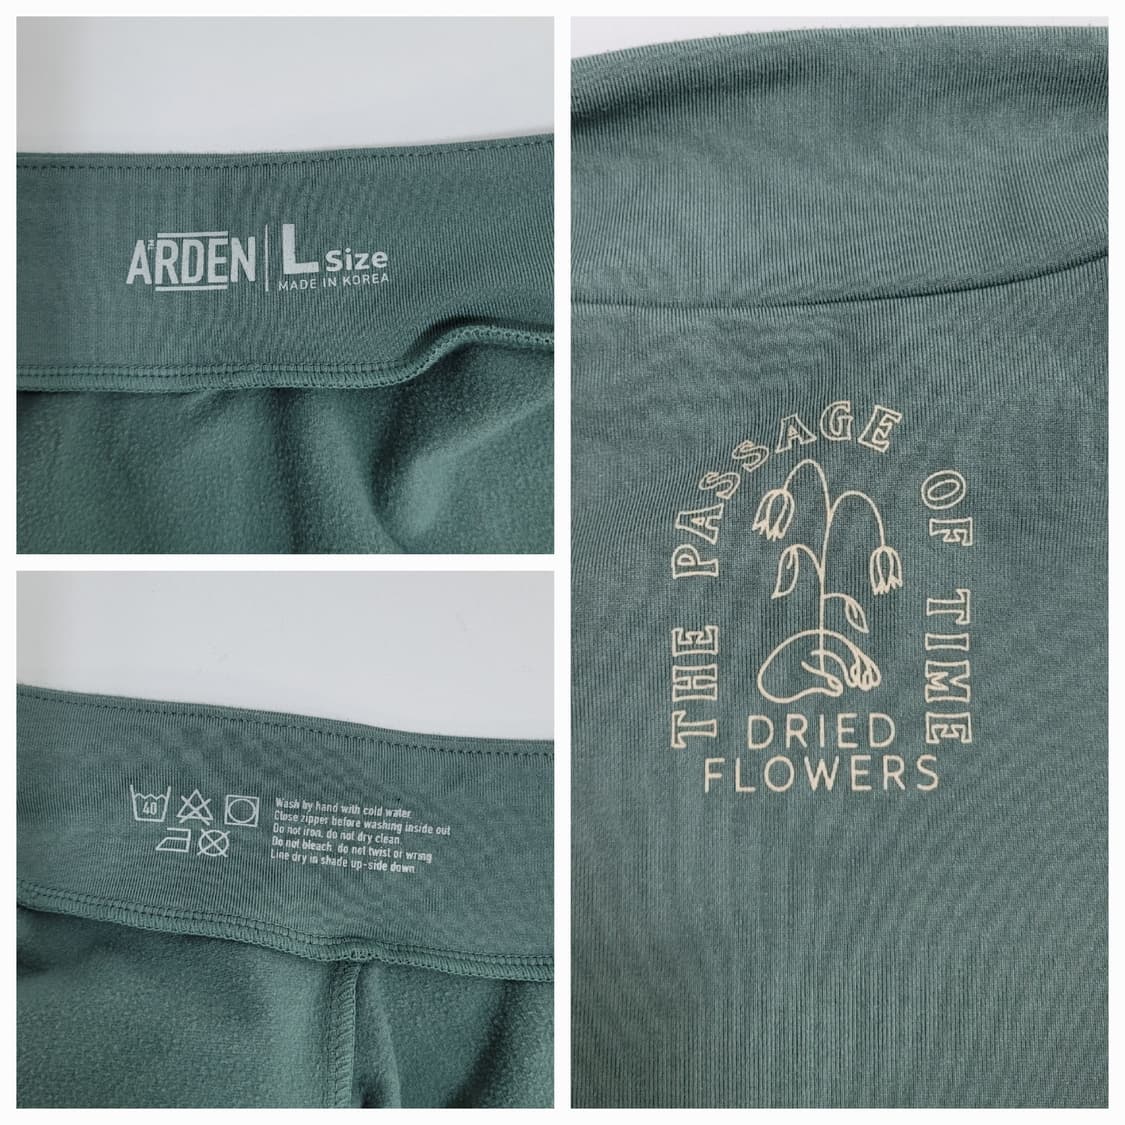 ARDEN
L Size
MADE IN KOREA
THE PASSAGE OF TIME
DRIED
FLOWERS
40
Wash by hand with cold water
Close zipper before washing inside out
Do not iron, do not dry clean.
Do not bleach, do not twist or wring
Line dry in shade up-side down.